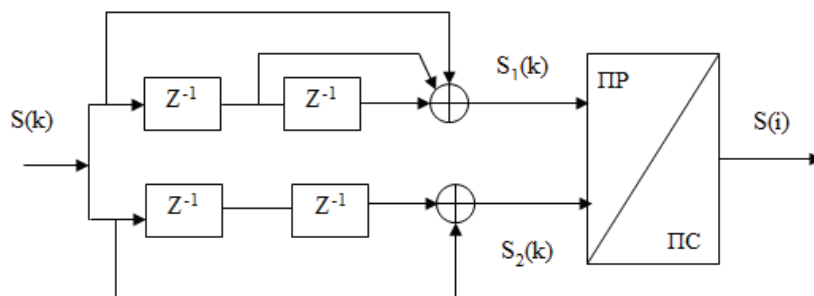 S₁(k)
ПР
Z⁻¹
Z⁻¹
S(k)
S(i)
Z⁻¹
Z⁻¹
ПС
S₂(k)